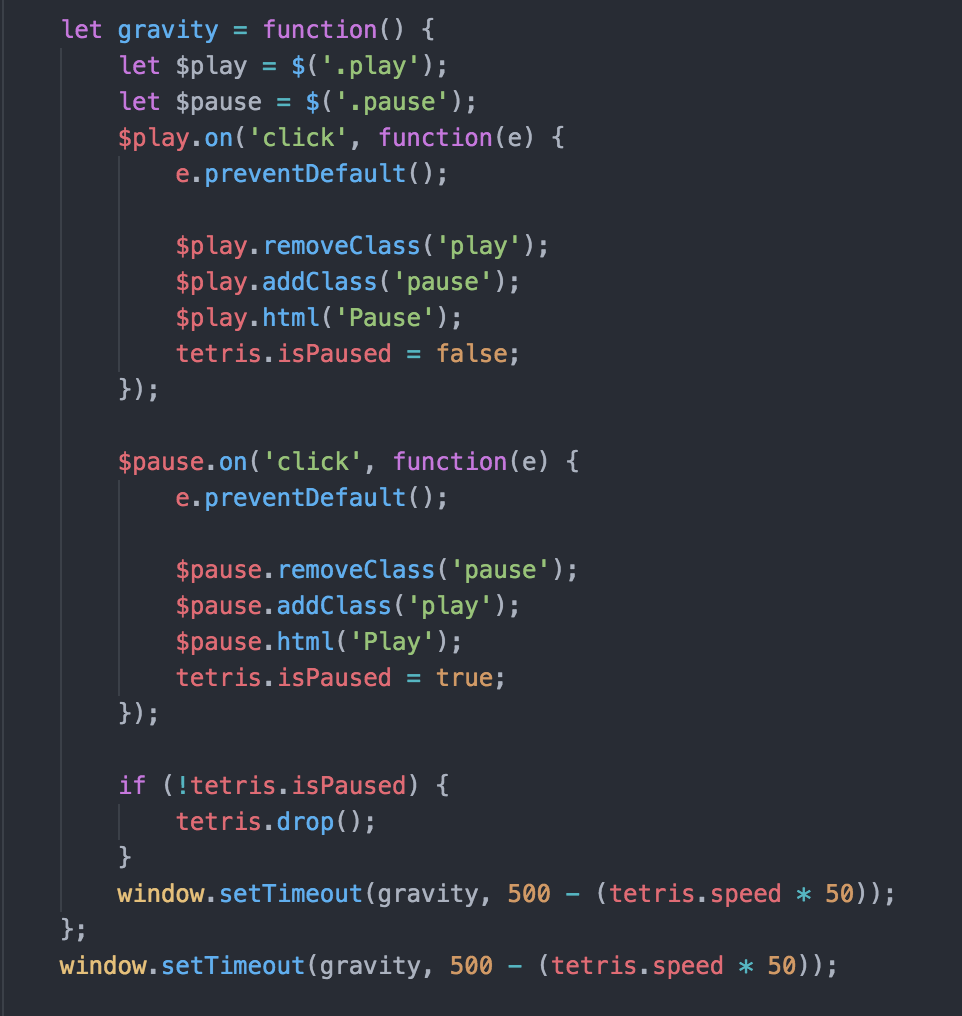 let gravity = function() {
    let $play = $('.play');
    let $pause = $('.pause');
    $play.on('click', function(e) {
        e.preventDefault();

        $play.removeClass('play');
        $play.addClass('pause');
        $play.html('Pause');
        tetris.isPaused = false;
    });

    $pause.on('click', function(e) {
        e.preventDefault();

        $pause.removeClass('pause');
        $pause.addClass('play');
        $pause.html('Play');
        tetris.isPaused = true;
    });

    if (!tetris.isPaused) {
        tetris.drop();
    }
    window.setTimeout(gravity, 500 - (tetris.speed * 50));
};
window.setTimeout(gravity, 500 - (tetris.speed * 50));